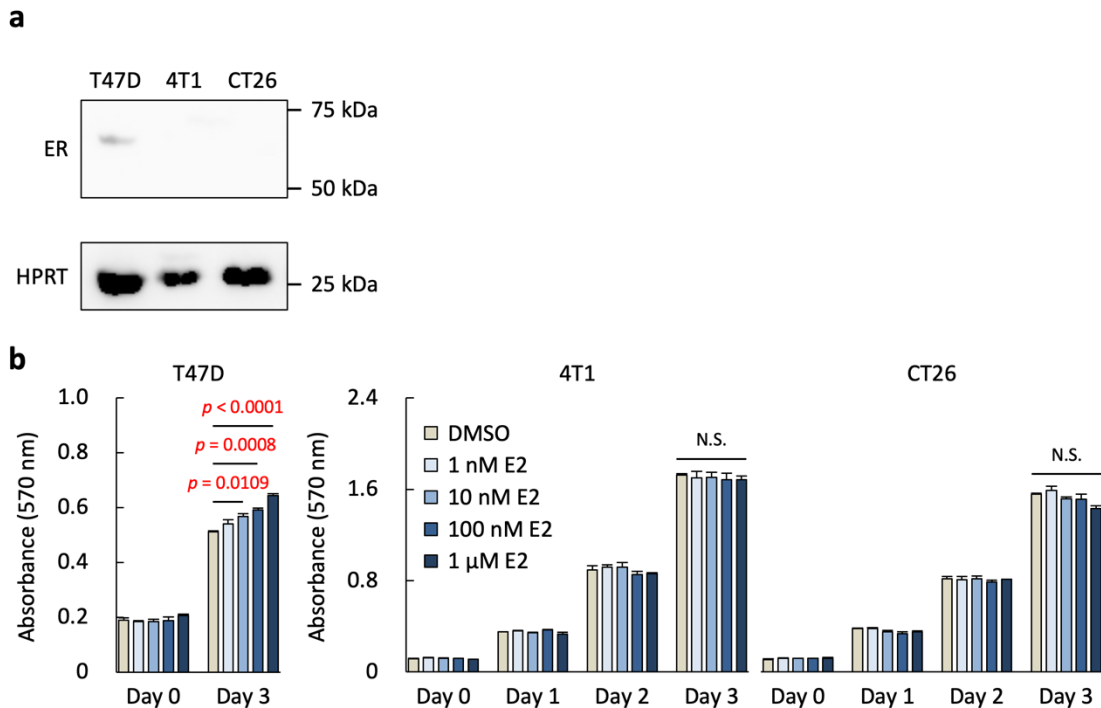 a
T47D 4T1 CT26
75 kDa
ER
50 kDa
HPRT
25 kDa
b
T47D 4T1 CT26
Absorbance (570 nm)
1.0
0.8
0.6
0.4
0.2
0
p < 0.0001
p = 0.0008
p = 0.0109
Day 0 Day 3
Absorbance (570 nm)
2.4
1.6
0.8
0
DMSO
1 nM E2
10 nM E2
100 nM E2
1 µM E2
N.S.
Day 0 Day 1 Day 2 Day 3
N.S.
Day 0 Day 1 Day 2 Day 3